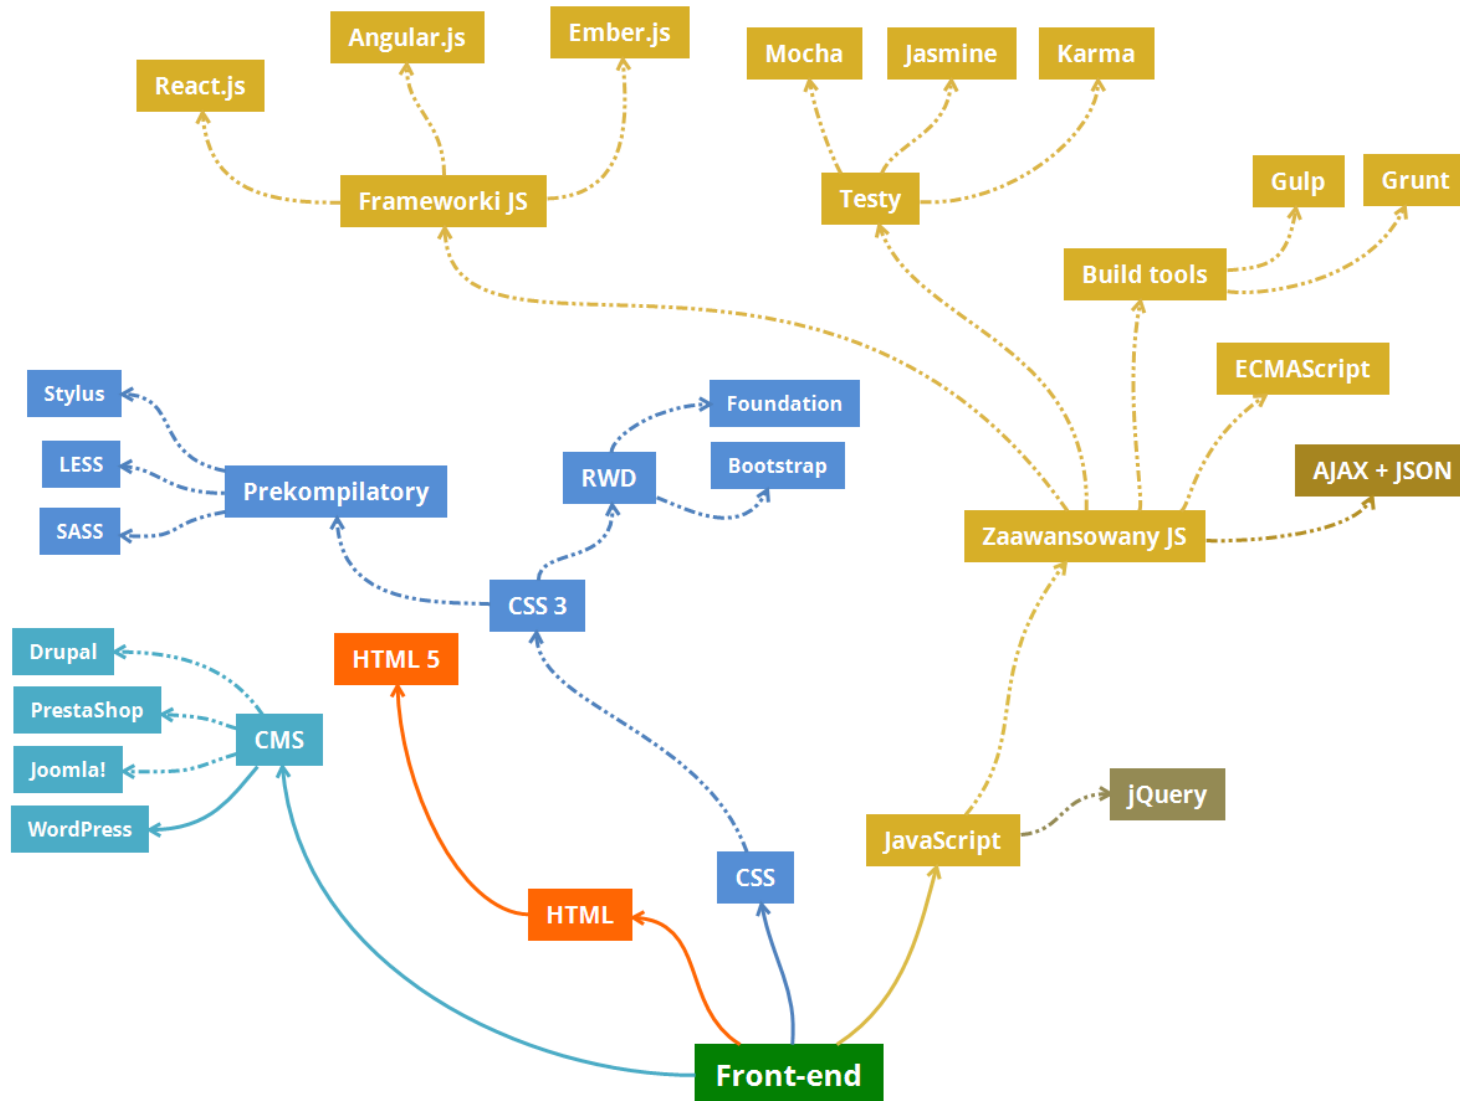 Ember.js
Angular.js
React.js
Mocha
Jasmine
Karma
Frameworki JS
Testy
Gulp
Grunt
Build tools
ECMAScript
Stylus
Foundation
LESS
Prekompilatory
RWD
Bootstrap
AJAX + JSON
SASS
Zaawansowany JS
CSS 3
Drupal
HTML 5
PrestaShop
CMS
Joomla!
WordPress
jQuery
JavaScript
CSS
HTML
Front-end